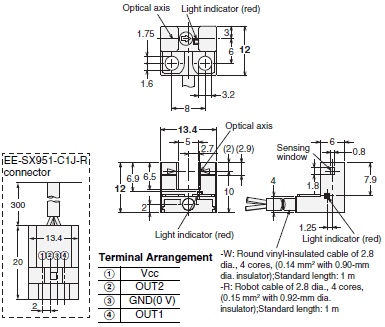 Optical axis
Light indicator (red)
1.75
3
6
12
1.6
3.2
8
13.4
Optical axis
5
2.7
(2)
(2.9)
Sensing
window
6
0.8
EE-SX951-C1J-R
connector
12
6.9
6.5
2
10
4
1.8
7.9
1.25
300
13.4
① ② ③ ④
20
2
Light indicator (red)
Light indicator (red)
Terminal Arrangement
① Vcc
② OUT2
③ GND(0 V)
④ OUT1
-W: Round vinyl-insulated cable of 2.8
dia., 4 cores, (0.14 mm² with 0.90-mm
dia. insulator);Standard length: 1 m
-R: Robot cable of 2.8 dia., 4 cores,
(0.15 mm² with 0.92-mm dia.
insulator);Standard length: 1 m